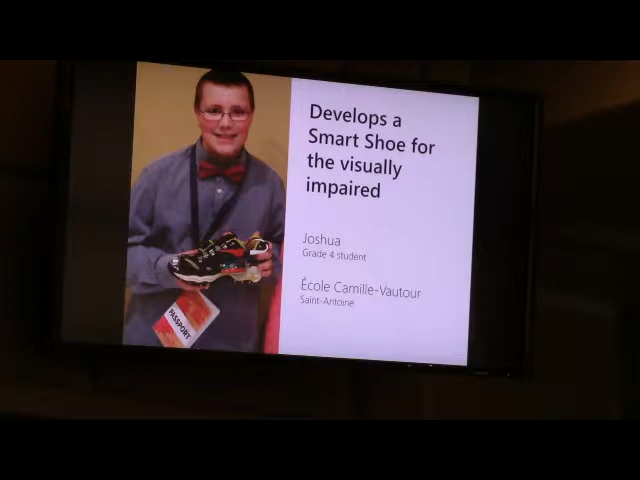 Develops a
Smart Shoe for
the visually
impaired
Joshua
Grade 4 student
École Camille-Vautour
Saint-Antoine
PASSPORT